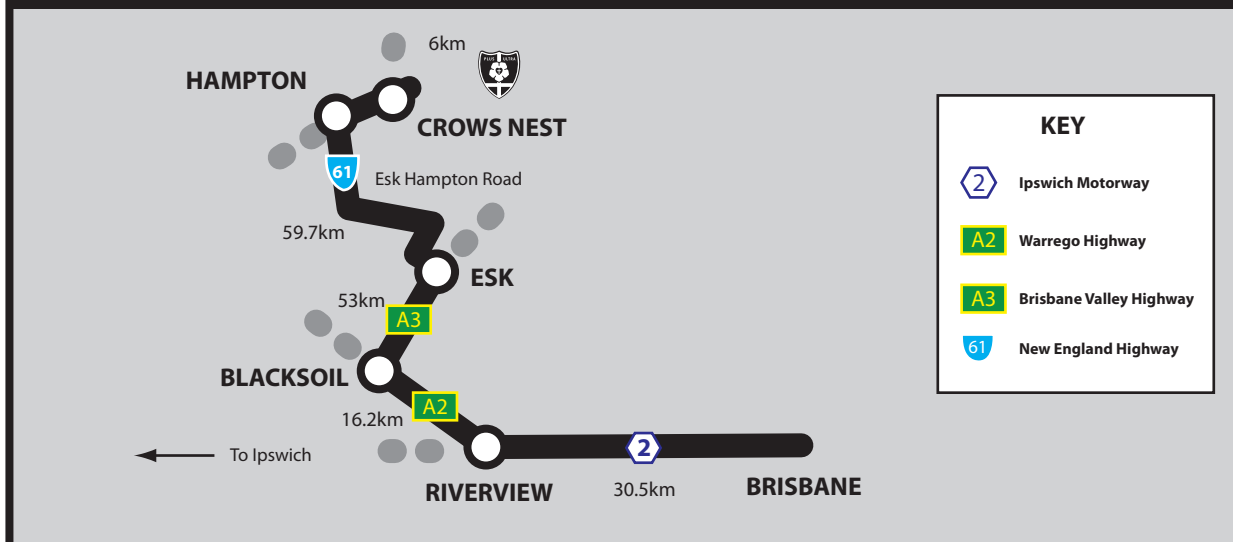 6km
PLUS ULTRA
HAMPTON
CROWS NEST
61
Esk Hampton Road
59.7km
ESK
53km
A3
BLACKSOIL
A2
16.2km
To Ipswich
2
RIVERVIEW
30.5km
BRISBANE
KEY
2 Ipswich Motorway
A2 Warrego Highway
A3 Brisbane Valley Highway
61 New England Highway